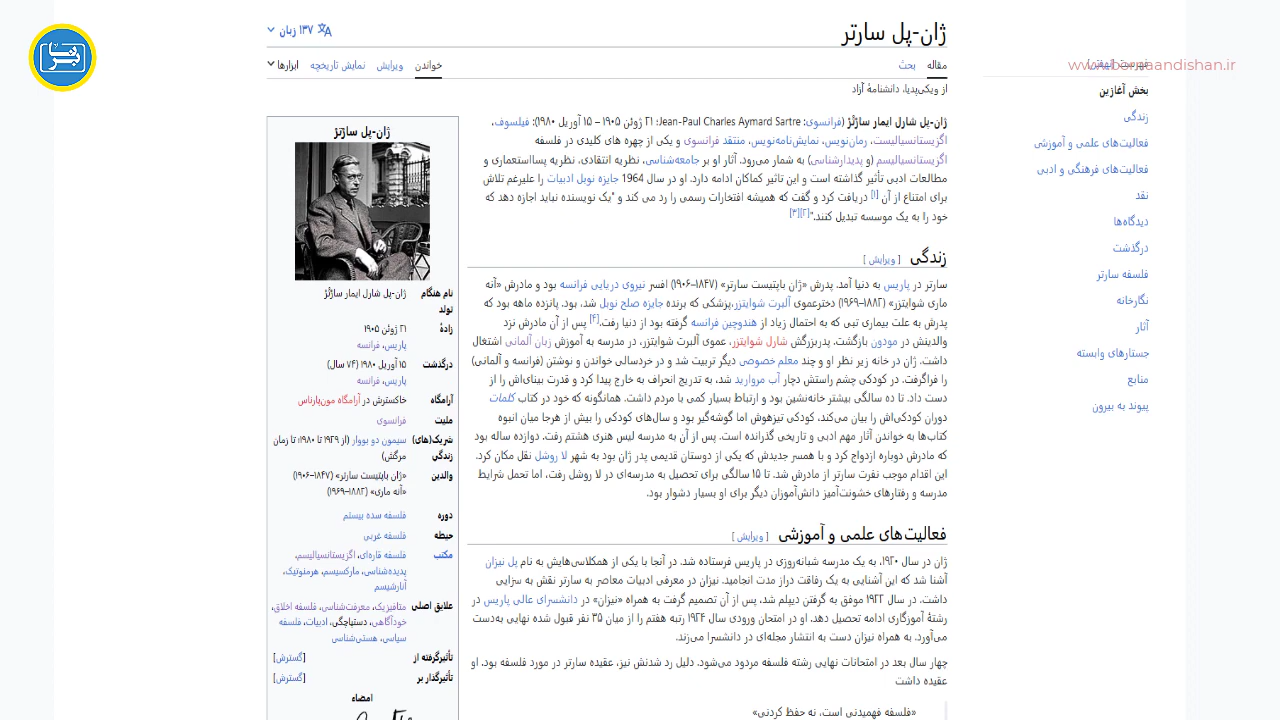 ژان-پل سارتر
۱۳۷ زبان
مقاله
بحث
خواندن
ویرایش
نمایش تاریخچه
ابزارها
از ویکی‌پدیا، دانشنامهٔ آزاد
ژان-پل شارل ایمار سارتْرْ (فرانسوی: Jean-Paul Charles Aymard Sartre؛ ۲۱ ژوئن ۱۹۰۵ – ۱۵ آوریل ۱۹۸۰)؛ فیلسوف،
اگزیستانسیالیست، رمان‌نویس، نمایش‌نامه‌نویس، منتقد فرانسوی و یکی از چهره های کلیدی در فلسفه
اگزیستانسیالیسم (و پدیدارشناسی) به شمار می‌رود. آثار او بر جامعه‌شناسی، نظریه انتقادی، نظریه پسااستعماری و
مطالعات ادبی تأثیر گذاشته است و این تاثیر کماکان ادامه دارد. او در سال 1964 جایزه نوبل ادبیات را علیرغم تلاش
برای امتناع از آن [۱] دریافت کرد و گفت که همیشه افتخارات رسمی را رد می کند و "یک نویسنده نباید اجازه دهد که
خود را به یک موسسه تبدیل کنند."[۲][۳]
زندگی [ ویرایش ]
سارتر در پاریس به دنیا آمد. پدرش «ژان باپتیست سارتر» (۱۸۴۷–۱۹۰۶) افسر نیروی دریایی فرانسه بود و مادرش «آنه
ماری شوایتزر» (۱۸۸۲–۱۹۶۹) دخترعموی آلبرت شوایتزر،پزشکی که برنده جایزه صلح نوبل شد، بود. پانزده ماهه بود که
پدرش به علت بیماری تبی که به احتمال زیاد از هندوچین فرانسه گرفته بود از دنیا رفت.[۴] پس از آن مادرش نزد
والدینش در مودون بازگشت. پدربزرگش شارل شوایتزر، عموی آلبرت شوایتزر، در مدرسه به آموزش زبان آلمانی اشتغال
داشت. ژان در خانه زیر نظر او و چند معلم خصوصی دیگر تربیت شد و در خردسالی خواندن و نوشتن (فرانسه و آلمانی)
را فراگرفت. در کودکی چشم راستش دچار آب مروارید شد، به تدریج انحراف به خارج پیدا کرد و قدرت بینای‌اش را از
دست داد. تا ده سالگی بیشتر خانه‌نشین بود و ارتباط بسیار کمی با مردم داشت. همانگونه که خود در کتاب کلمات
دوران کودکی‌اش را بیان می‌کند، کودکی تیزهوش اما گوشه‌گیر بود و سال‌های کودکی را بیش از هرجا میان انبوه
کتاب‌ها به خواندن آثار مهم ادبی و تاریخی گذرانده است. پس از آن به مدرسه لیس هنری هشتم رفت. دوازده ساله بود
که مادرش دوباره ازدواج کرد و با همسر جدیدش که یکی از دوستان قدیمی پدر ژان بود به شهر لا روشل نقل مکان کرد.
این اقدام موجب نفرت سارتر از مادرش شد. تا ۱۵ سالگی برای تحصیل به مدرسه‌ای در لا روشل رفت، اما تحمل شرایط
مدرسه و رفتارهای خشونت‌آمیز دانش‌آموزان دیگر برای او بسیار دشوار بود.
فعالیت‌های علمی و آموزشی [ ویرایش ]
ژان در سال ۱۹۲۰، به یک مدرسه شبانه‌روزی در پاریس فرستاده شد. در آنجا با یکی از همکلاسی‌هایش به نام پل نیزان
آشنا شد که این آشنایی به یک رفاقت دراز مدت انجامید. نیزان در معرفی ادبیات معاصر به سارتر نقش به سزایی
داشت. در سال ۱۹۲۲ موفق به گرفتن دیپلم شد، پس از آن تصمیم گرفت به همراه «نیزان» در دانشسرای عالی پاریس در
رشتهٔ آموزگاری ادامه تحصیل دهد. او در امتحان ورودی سال ۱۹۲۴ رتبه هفتم را از میان ۳۵ نفر قبول شده نهایی به‌دست
می‌آورد. به همراه نیزان دست به انتشار مجله‌ای در دانشسرا می‌زند.
چهار سال بعد در امتحانات نهایی رشته فلسفه مردود می‌شود. دلیل رد شدنش نیز، عقیده سارتر در مورد فلسفه بود. او
عقیده داشت
«فلسفه فهمیدنی است، نه حفظ کردنی»
ژان-پل سارْتْرْ
نام هنگام تولد
ژان-پل شارل ایمار سارتْرْ
زادهٔ
۲۱ ژوئن ۱۹۰۵
پاریس، فرانسه
درگذشت
۱۵ آوریل ۱۹۸۰ (۷۴ سال)
پاریس، فرانسه
آرامگاه
خاکسترش در آرامگاه مون‌پارناس
ملیت
فرانسوی
شریک(های) زندگی
سیمون دو بووار (از ۱۹۲۹ تا ۱۹۸۰؛ تا زمان
مرگش)
والدین
«ژان باپتیست سارتر» (۱۸۴۷–۱۹۰۶)
«آنه ماری» (۱۸۸۲–۱۹۶۹)
دوره
فلسفه سده بیستم
حیطه
فلسفه غربی
مکتب
فلسفه قاره‌ای، اگزیستانسیالیسم،
پدیده‌شناسی، مارکسیسم، هرمنوتیک،
آنارشیسم
علایق اصلی
متافیزیک، معرفت‌شناسی، فلسفه اخلاق،
خودآگاهی، دستپاچگی، ادبیات، فلسفه
سیاسی، هستی‌شناسی
تأثیرگرفته از
[گسترش]
تأثیرگذار بر
[گسترش]
امضاء
www.bornaandishan.ir
بخش آغازین
زندگی
فعالیت‌های علمی و آموزشی
فعالیت‌های فرهنگی و ادبی
نقد
دیدگاه‌ها
درگذشت
فلسفه سارتر
نگارخانه
آثار
جستارهای وابسته
منابع
پیوند به بیرون
برنا